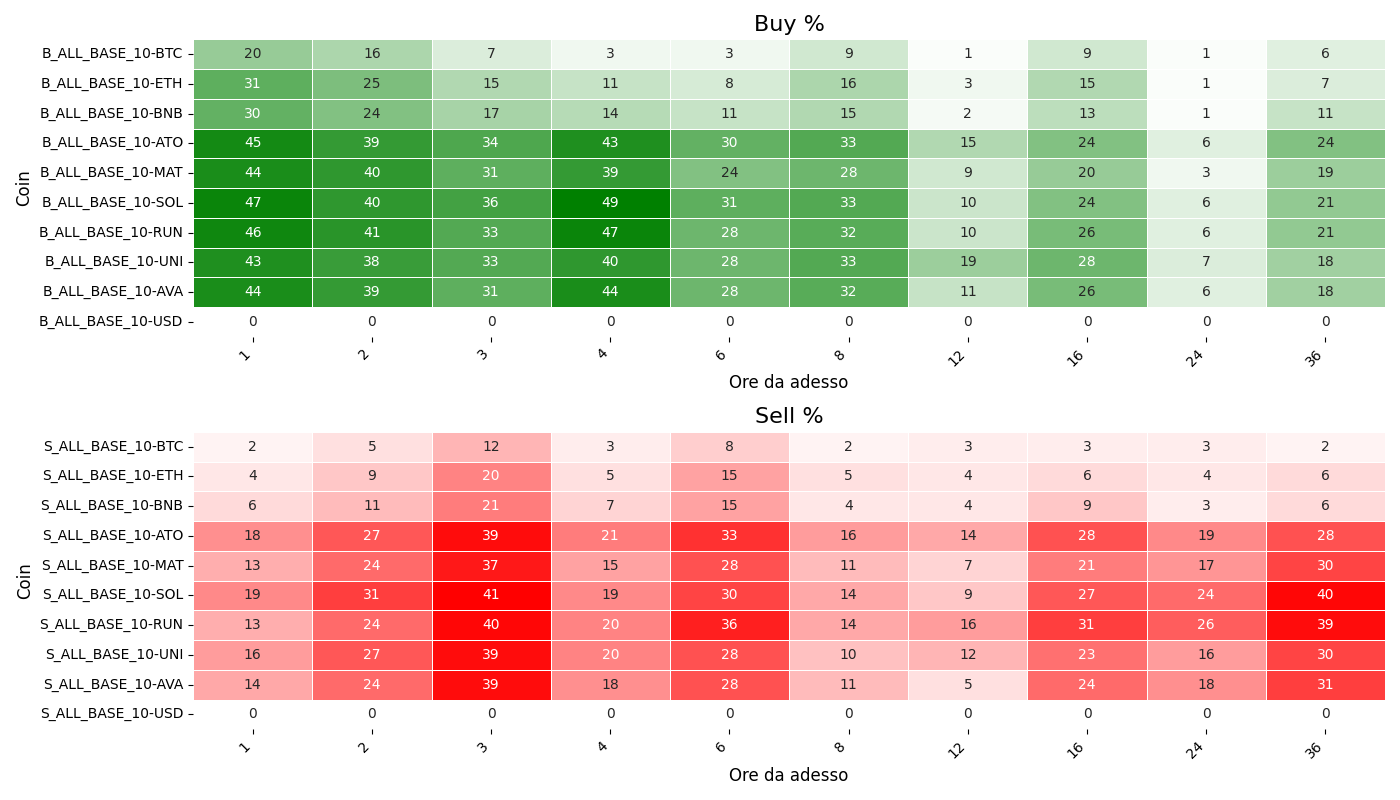 Buy %
Coin
B_ALL_BASE_10-BTC 20 16 7 3 3 9 1 9 1 6
B_ALL_BASE_10-ETH 31 25 15 11 8 16 3 15 1 7
B_ALL_BASE_10-BNB 30 24 17 14 11 15 2 13 1 11
B_ALL_BASE_10-ATO 45 39 34 43 30 33 15 24 6 24
B_ALL_BASE_10-MAT 44 40 31 39 24 28 9 20 3 19
B_ALL_BASE_10-SOL 47 40 36 49 31 33 10 24 6 21
B_ALL_BASE_10-RUN 46 41 33 47 28 32 10 26 6 21
B_ALL_BASE_10-UNI 43 38 33 40 28 33 19 28 7 18
B_ALL_BASE_10-AVA 44 39 31 44 28 32 11 26 6 18
B_ALL_BASE_10-USD 0 0 0 0 0 0 0 0 0 0
1 2 3 4 6 8 12 16 24 36
Ore da adesso
Sell %
Coin
S_ALL_BASE_10-BTC 2 5 12 3 8 2 3 3 3 2
S_ALL_BASE_10-ETH 4 9 20 5 15 5 4 6 4 6
S_ALL_BASE_10-BNB 6 11 21 7 15 4 4 9 3 6
S_ALL_BASE_10-ATO 18 27 39 21 33 16 14 28 19 28
S_ALL_BASE_10-MAT 13 24 37 15 28 11 7 21 17 30
S_ALL_BASE_10-SOL 19 31 41 19 30 14 9 27 24 40
S_ALL_BASE_10-RUN 13 24 40 20 36 14 16 31 26 39
S_ALL_BASE_10-UNI 16 27 39 20 28 10 12 23 16 30
S_ALL_BASE_10-AVA 14 24 39 18 28 11 5 24 18 31
S_ALL_BASE_10-USD 0 0 0 0 0 0 0 0 0 0
1 2 3 4 6 8 12 16 24 36
Ore da adesso